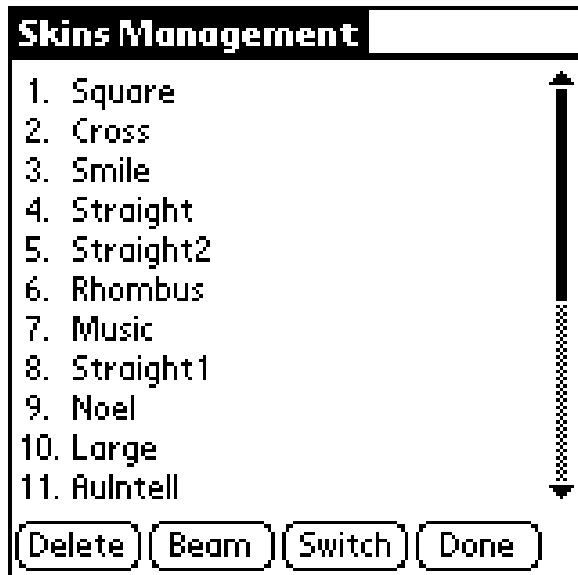 Skins Management
1. Square
2. Cross
3. Smile
4. Straight
5. Straight2
6. Rhombus
7. Music
8. Straight1
9. Noel
10. Large
11. AuIntell
Delete Beam Switch Done